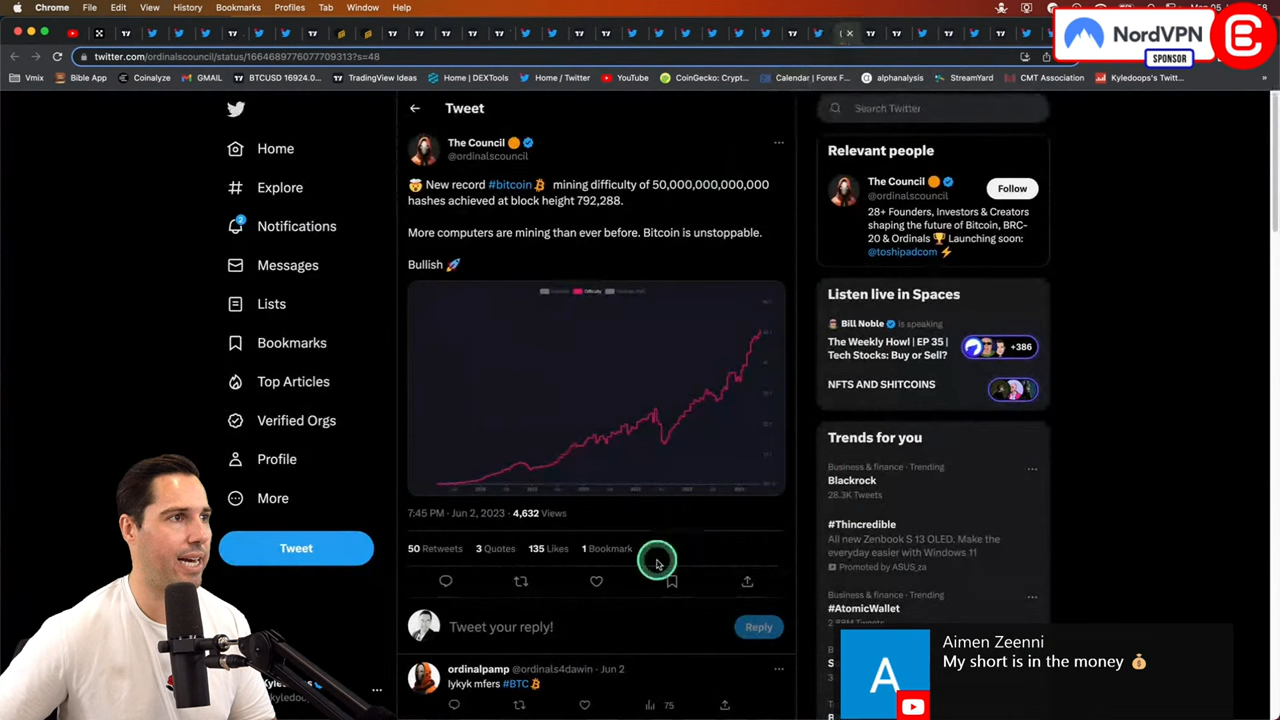 Chrome File Edit View History Bookmarks Profiles Tab Window Help
NordVPN
SPONSOR
twitter.com/ordinalscouncil/status/1664689776077709313?s=48
Vmix Bible App Coinalyze GMAIL BTCUSD 16924.0... TradingView Ideas Home | DEXTools Home / Twitter YouTube CoinGecko: Crypt... Calendar | Forex F... alphanalysis StreamYard CMT Association Kyledoops's Twitt...
Tweet
Search Twitter
Home
Explore
2
Notifications
Messages
Lists
Bookmarks
Top Articles
Verified Orgs
Profile
More
Tweet
The Council
@ordinalscouncil
🤯 New record #bitcoin mining difficulty of 50,000,000,000,000
hashes achieved at block height 792,288.
More computers are mining than ever before. Bitcoin is unstoppable.
Bullish 🚀
Difficulty
7:45 PM · Jun 2, 2023 · 4,632 Views
50 Retweets 3 Quotes 135 Likes 1 Bookmark
Tweet your reply!
Reply
ordinalpamp @ordinals4dawin · Jun 2
lykyk mfers #BTC
75
Relevant people
The Council
@ordinalscouncil
Follow
28+ Founders, Investors & Creators
shaping the future of Bitcoin, BRC-
20 & Ordinals 🏆 Launching soon:
@toshipadcom ⚡
Listen live in Spaces
Bill Noble is speaking
The Weekly Howl | EP 35 |
Tech Stocks: Buy or Sell?
+386
NFTS AND SHITCOINS
Trends for you
Business & finance · Trending
Blackrock
28.3K Tweets
#Thincredible
All new Zenbook S 13 OLED. Make the
everyday easier with Windows 11
Promoted by ASUS_za
Business & finance · Trending
#AtomicWallet
A
Aimen Zeenni
My short is in the money 💰